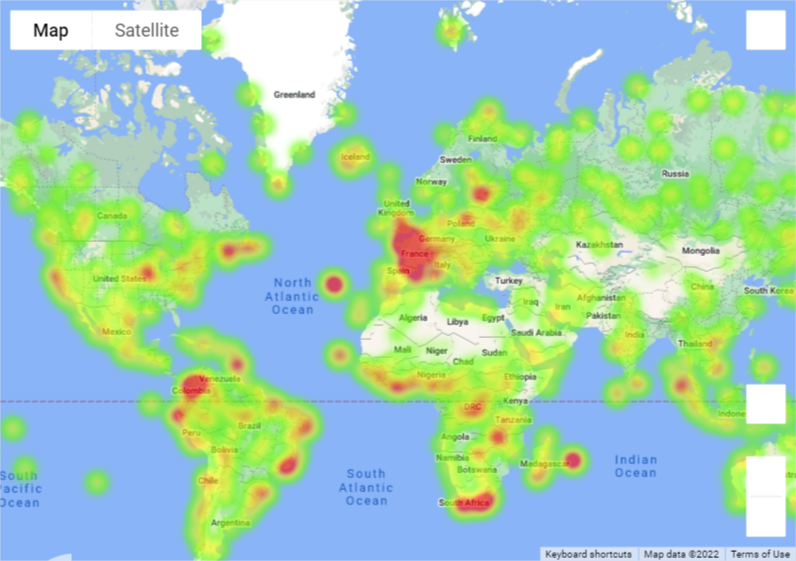 Map
Satellite
Greenland
Iceland
Finland
Sweden
Norway
Russia
Canada
United
Kingdom
Poland
Germany
Ukraine
France
Kazakhstan
Mongolia
Spain
Italy
United States
North
Atlantic
Ocean
Turkey
China
South Korea
Iraq
Iran
Afghanistan
Pakistan
Algeria
Libya
Egypt
Saudi Arabia
Mexico
India
Thailand
Mali
Niger
Chad
Sudan
Venezuela
Colombia
Nigeria
Ethiopia
Kenya
DRC
Indone
Peru
Brazil
Tanzania
Angola
Bolivia
Namibia
Botswana
Madagascar
Indian
Ocean
South
Pacific
Ocean
Chile
South
Atlantic
Ocean
South Africa
Argentina
Keyboard shortcuts
Map data ©2022
Terms of Use